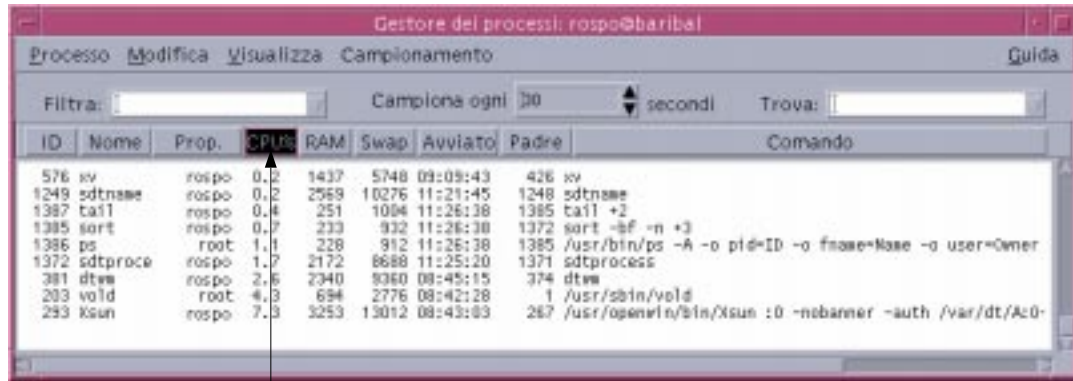 Gestore dei processi: rospo@baribal
Processo Modifica Visualizza Campionamento Guida
Filtra: Campiona ogni 30 secondi Trova:
ID Nome Prop. CPU% RAM Swap Avviato Padre Comando
576 xv rospo 0.2 1437 5748 09:09:43 426 xv
1249 sdtname rospo 0.2 2569 10276 11:21:45 1248 sdtname
1387 tail rospo 0.4 251 1004 11:26:38 1385 tail +2
1385 sort rospo 0.7 233 932 11:26:38 1372 sort -bf -n +3
1386 ps root 1.1 228 912 11:26:38 1385 /usr/bin/ps -A -o pid=ID -o fname=Name -o user=Owner
1372 sdtproce rospo 1.7 2172 8688 11:25:20 1371 sdtprocess
381 dtwm rospo 2.6 2340 9360 08:45:15 374 dtwm
203 vold root 4.3 694 2776 08:42:28 1 /usr/sbin/vold
293 Xsun rospo 7.3 3253 13012 08:43:03 267 /usr/openwin/bin/Xsun :0 -nobanner -auth /var/dt/A:0-